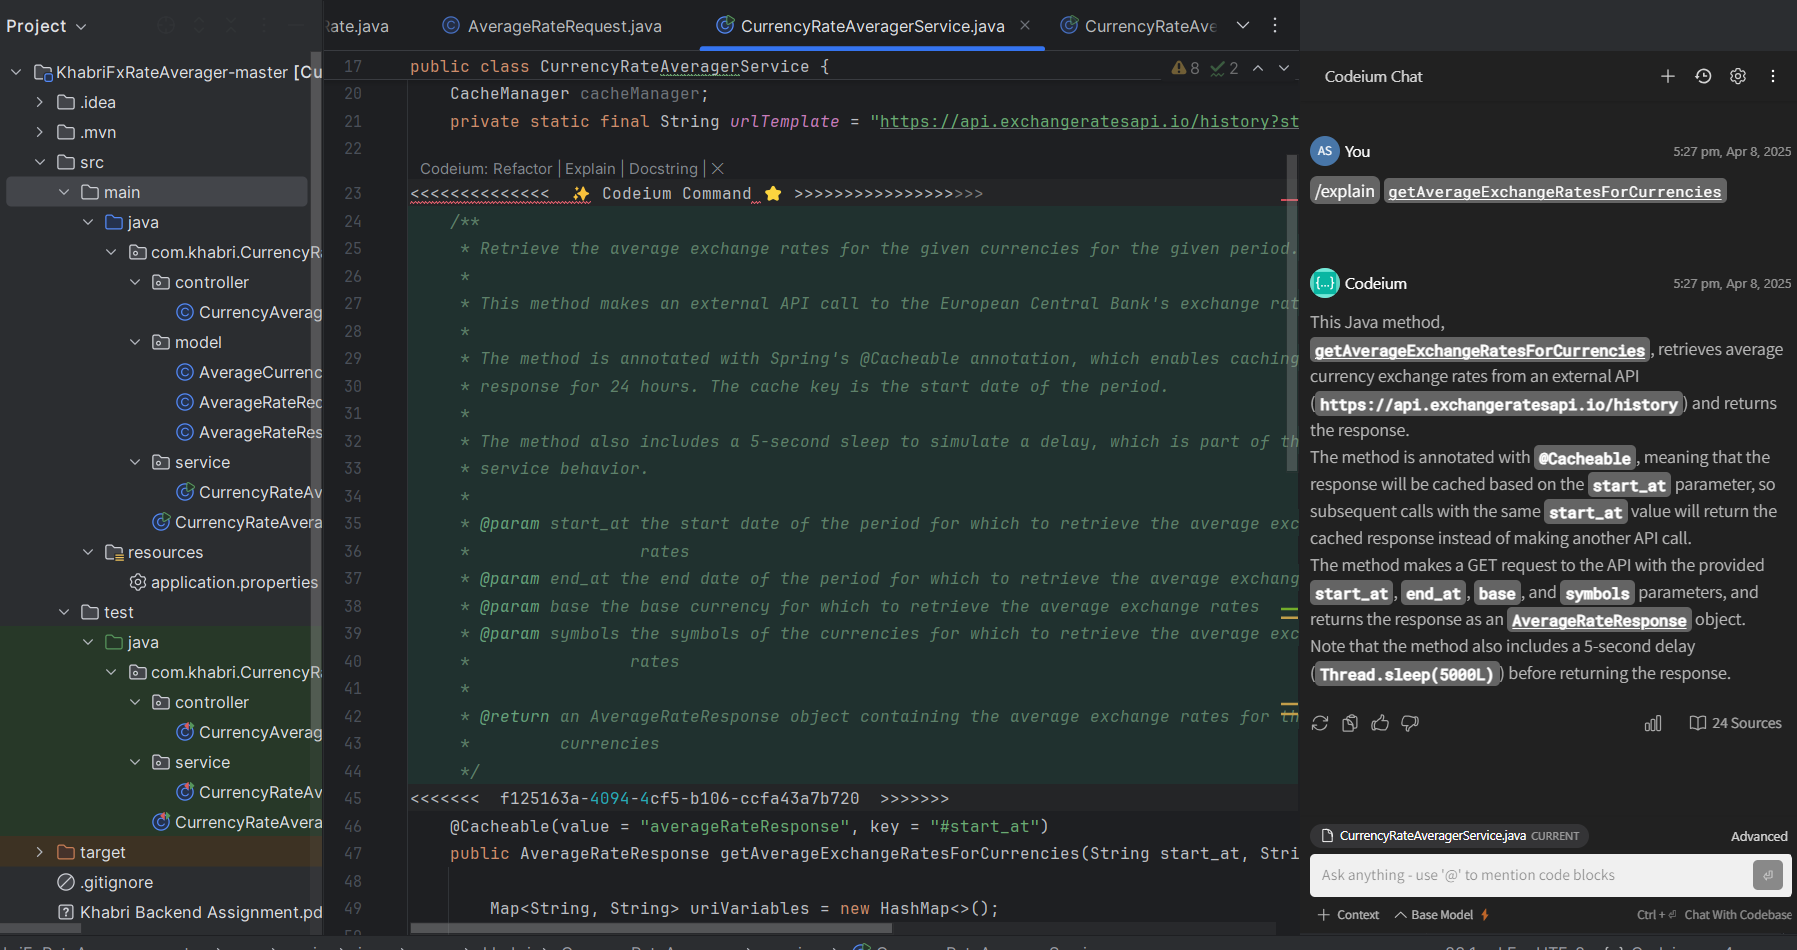 Project
KhabriFxRateAverager-master [Cu
.idea
.mvn
src
main
java
com.khabri.CurrencyR
controller
CurrencyAverag
model
AverageCurrenc
AverageRateRec
AverageRateRes
service
CurrencyRateAv
CurrencyRateAvera
resources
application.properties
test
java
com.khabri.CurrencyR
controller
CurrencyAverag
service
CurrencyRateAv
CurrencyRateAvera
target
.gitignore
Khabri Backend Assignment.pd
Rate.java
AverageRateRequest.java
CurrencyRateAveragerService.java
CurrencyRateAve
17 public class CurrencyRateAveragerService {
8 2
20 CacheManager cacheManager;
21 private static final String urlTemplate = "https://api.exchangeratesapi.io/history?st
22
Codeium: Refactor | Explain | Docstring | ×
23 <<<<<<<<<<<<<< ✨ Codeium Command ⭐ >>>>>>>>>>>>>>>>>>>
24 /**
25 * Retrieve the average exchange rates for the given currencies for the given period.
26 *
27 * This method makes an external API call to the European Central Bank's exchange rat
28 *
29 * The method is annotated with Spring's @Cacheable annotation, which enables caching
30 * response for 24 hours. The cache key is the start date of the period.
31 *
32 * The method also includes a 5-second sleep to simulate a delay, which is part of th
33 * service behavior.
34 *
35 * @param start_at the start date of the period for which to retrieve the average exc
36 * rates
37 * @param end_at the end date of the period for which to retrieve the average exchang
38 * @param base the base currency for which to retrieve the average exchange rates
39 * @param symbols the symbols of the currencies for which to retrieve the average exc
40 * rates
41 *
42 * @return an AverageRateResponse object containing the average exchange rates for th
43 * currencies
44 */
45 <<<<<<< f125163a-4094-4cf5-b106-ccfa43a7b720 >>>>>>>
46 @Cacheable(value = "averageRateResponse", key = "#start_at")
47 public AverageRateResponse getAverageExchangeRatesForCurrencies(String start_at, Stri
48
49 Map<String, String> uriVariables = new HashMap<>();
Codeium Chat
AS You 5:27 pm, Apr 8, 2025
/explain getAverageExchangeRatesForCurrencies
{...} Codeium 5:27 pm, Apr 8, 2025
This Java method,
getAverageExchangeRatesForCurrencies, retrieves average
currency exchange rates from an external API
(https://api.exchangeratesapi.io/history) and returns
the response.
The method is annotated with @Cacheable, meaning that the
response will be cached based on the start_at parameter, so
subsequent calls with the same start_at value will return the
cached response instead of making another API call.
The method makes a GET request to the API with the provided
start_at, end_at, base, and symbols parameters, and
returns the response as an AverageRateResponse object.
Note that the method also includes a 5-second delay
(Thread.sleep(5000L)) before returning the response.
24 Sources
CurrencyRateAveragerService.java CURRENT
Advanced
Ask anything - use '@' to mention code blocks
+ Context Base Model
Ctrl + ⏎ Chat With Codebase